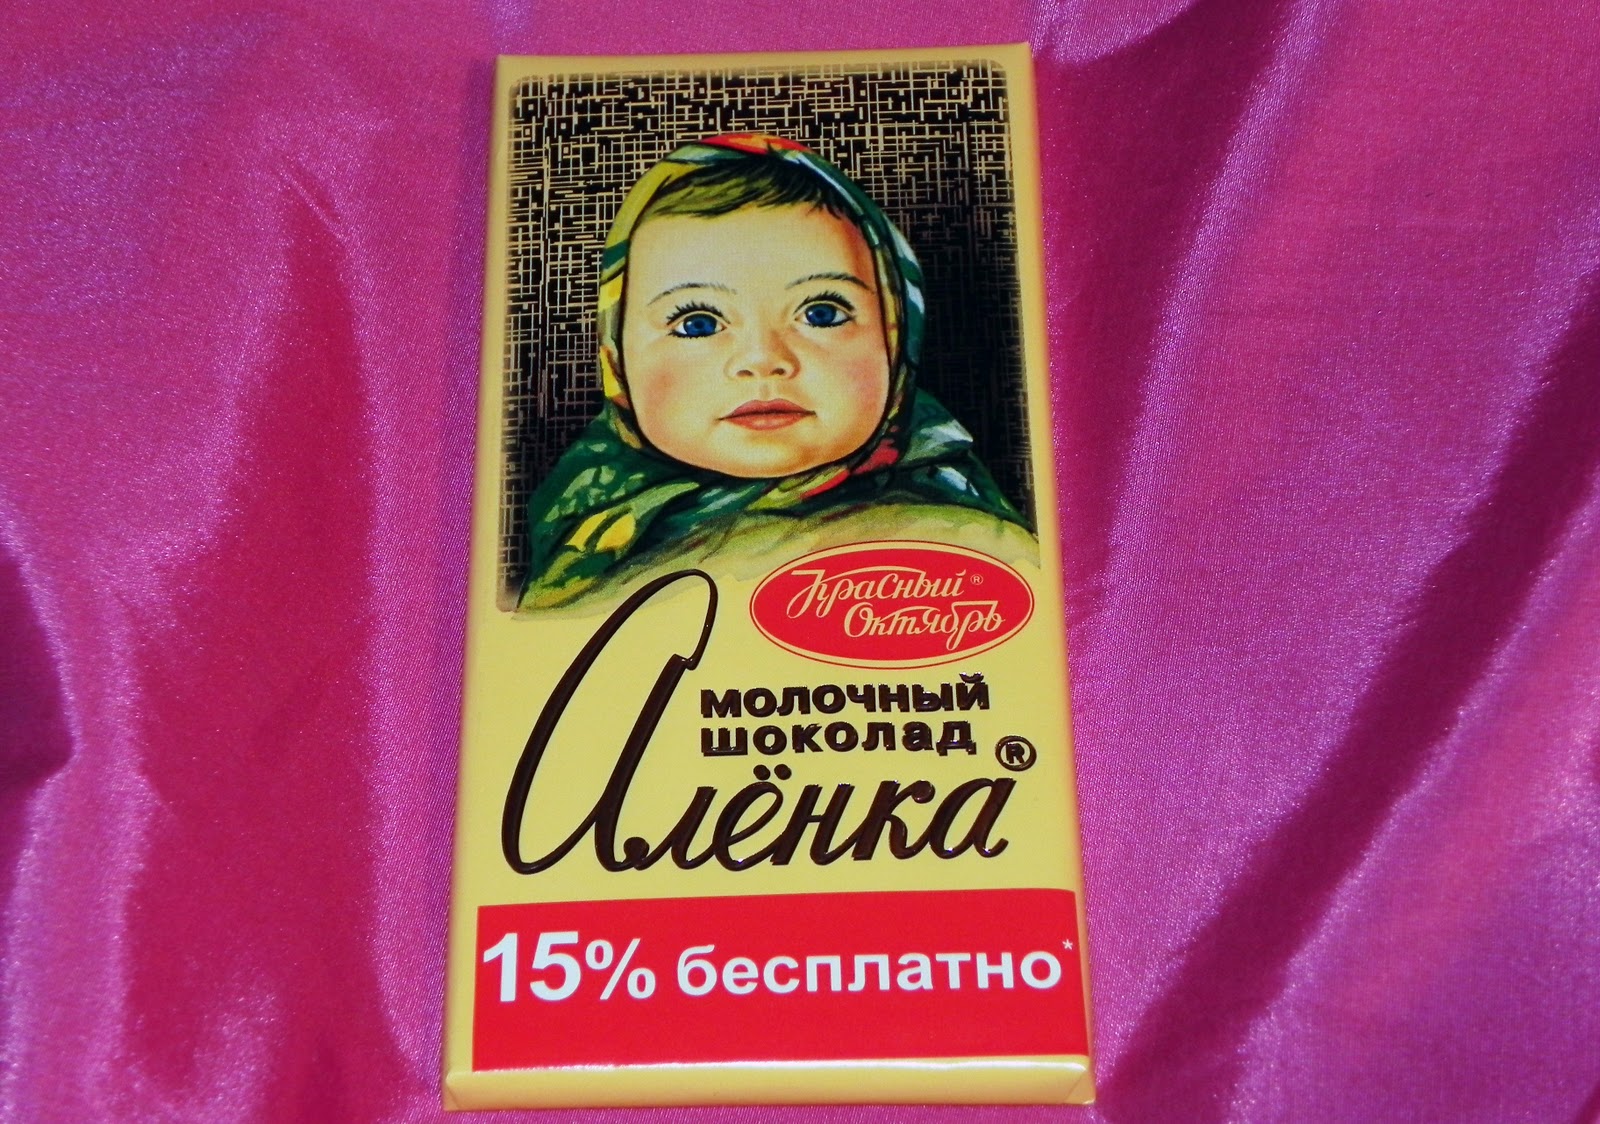 Красный®
Октябрь
молочный
шоколад
Алёнка®
15% бесплатно*